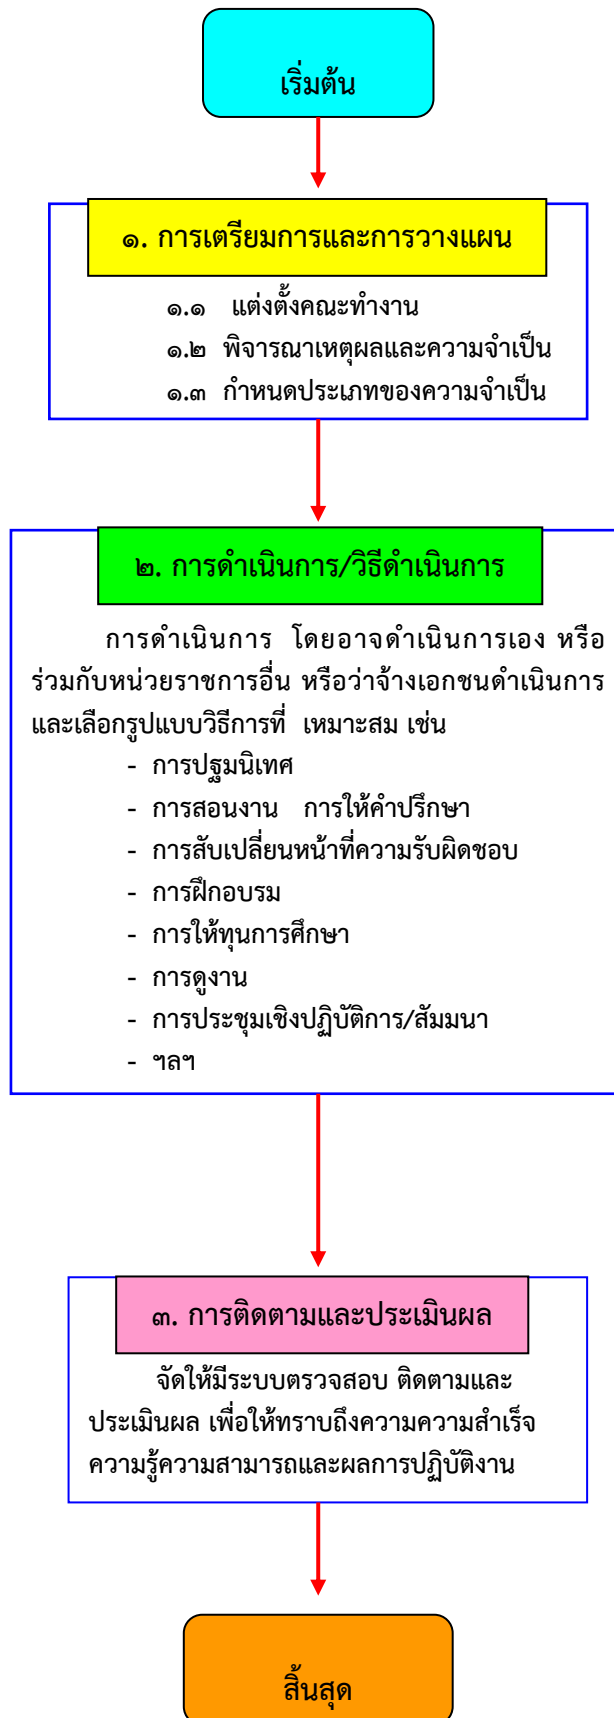 เริ่มต้น
๑. การเตรียมการและการวางแผน
๑.๑ แต่งตั้งคณะทำงาน
๑.๒ พิจารณาเหตุผลและความจำเป็น
๑.๓ กำหนดประเภทของความจำเป็น
๒. การดำเนินการ/วิธีดำเนินการ
การดำเนินการ โดยอาจดำเนินการเอง หรือ
ร่วมกับหน่วยราชการอื่น หรือว่าจ้างเอกชนดำเนินการ
และเลือกรูปแบบวิธีการที่ เหมาะสม เช่น
- การปฐมนิเทศ
- การสอนงาน การให้คำปรึกษา
- การสับเปลี่ยนหน้าที่ความรับผิดชอบ
- การฝึกอบรม
- การให้ทุนการศึกษา
- การดูงาน
- การประชุมเชิงปฏิบัติการ/สัมมนา
- ฯลฯ
๓. การติดตามและประเมินผล
จัดให้มีระบบตรวจสอบ ติดตามและ
ประเมินผล เพื่อให้ทราบถึงความความสำเร็จ
ความรู้ความสามารถและผลการปฏิบัติงาน
สิ้นสุด